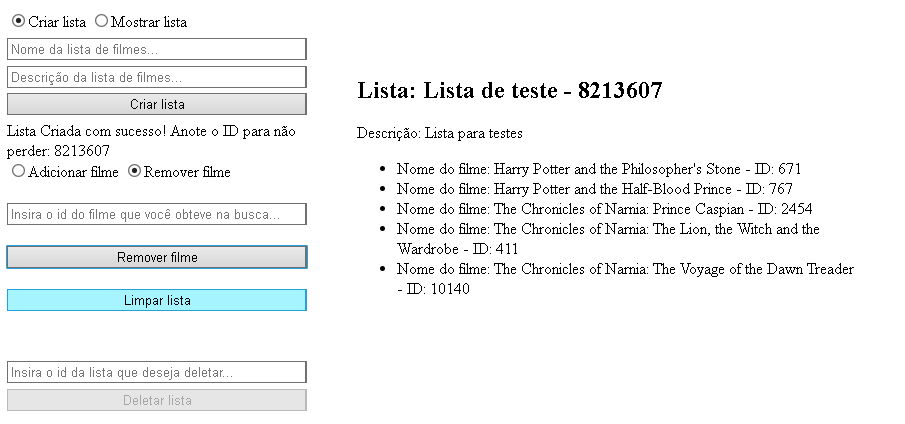 Criar lista Mostrar lista
Nome da lista de filmes...
Descrição da lista de filmes...
Criar lista
Lista Criada com sucesso! Anote o ID para não
perder: 8213607
Adicionar filme Remover filme
Insira o id do filme que você obteve na busca...
Remover filme
Limpar lista
Insira o id da lista que deseja deletar...
Deletar lista
Lista: Lista de teste - 8213607
Descrição: Lista para testes
Nome do filme: Harry Potter and the Philosopher's Stone - ID: 671
Nome do filme: Harry Potter and the Half-Blood Prince - ID: 767
Nome do filme: The Chronicles of Narnia: Prince Caspian - ID: 2454
Nome do filme: The Chronicles of Narnia: The Lion, the Witch and the
Wardrobe - ID: 411
Nome do filme: The Chronicles of Narnia: The Voyage of the Dawn Treader
- ID: 10140